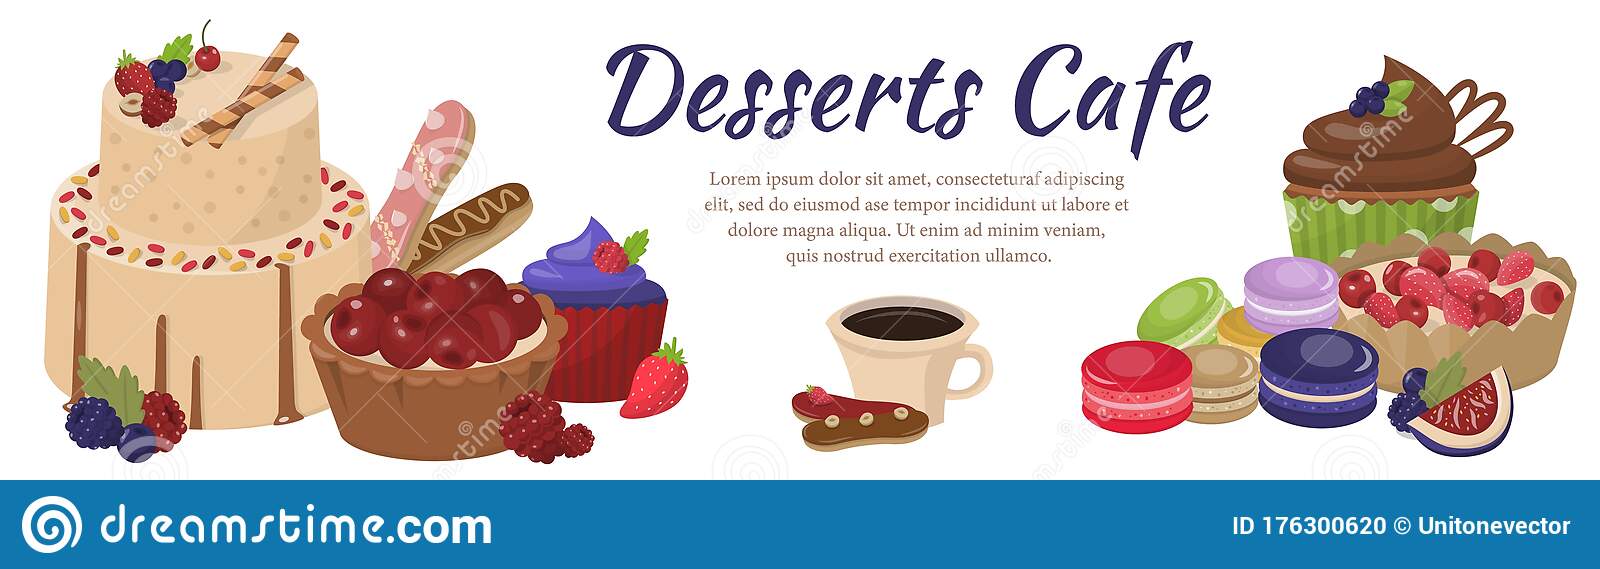 Desserts Cafe
Lorem ipsum dolor sit amet, consecteturaf adipiscing
elit, sed do eiusmod ase tempor incididunt ut labore et
dolore magna aliqua. Ut enim ad minim veniam,
quis nostrud exercitation ullamco.
dreamstime.com
ID 176300620 © Unitonevector